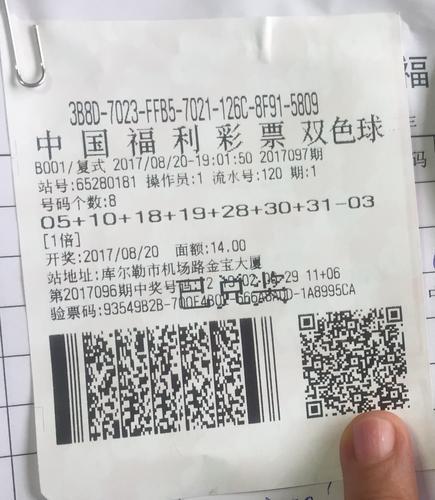 3B8D-7023-FFB5-7021-126C-8F91-5809
中国福利彩票双色球
B001/复式 2017/08/20-19:01:50 2017097期
站号:65280181 操作员:1 流水号:120 期:1
号码个数:8
05+10+18+19+28+30+31-03
[1倍]
开奖:2017/08/20 面额:14.00
站地址:库尔勒市机场路金宝大厦
第2017096期中奖号 29 11+06
验票码:93549B2B- -1A8995CA
福